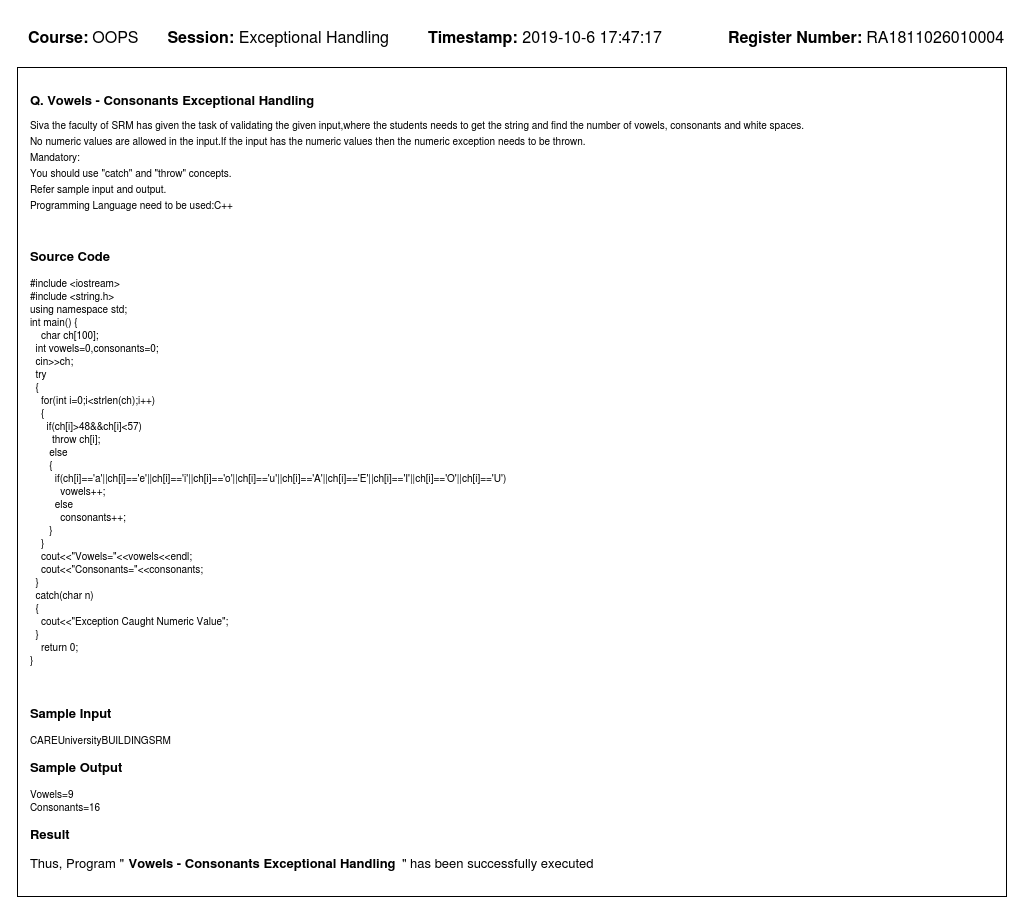 Course: OOPS Session: Exceptional Handling Timestamp: 2019-10-6 17:47:17 Register Number: RA1811026010004
Q. Vowels - Consonants Exceptional Handling
Siva the faculty of SRM has given the task of validating the given input,where the students needs to get the string and find the number of vowels, consonants and white spaces.
No numeric values are allowed in the input.If the input has the numeric values then the numeric exception needs to be thrown.
Mandatory:
You should use "catch" and "throw" concepts.
Refer sample input and output.
Programming Language need to be used:C++
Source Code
#include <iostream>
#include <string.h>
using namespace std;
int main() {
    char ch[100];
  int vowels=0,consonants=0;
  cin>>ch;
  try
  {
    for(int i=0;i<strlen(ch);i++)
    {
      if(ch[i]>48&&ch[i]<57)
        throw ch[i];
       else
       {
         if(ch[i]=='a'||ch[i]=='e'||ch[i]=='i'||ch[i]=='o'||ch[i]=='u'||ch[i]=='A'||ch[i]=='E'||ch[i]=='I'||ch[i]=='O'||ch[i]=='U')
           vowels++;
         else
           consonants++;
       }
    }
    cout<<"Vowels="<<vowels<<endl;
    cout<<"Consonants="<<consonants;
  }
  catch(char n)
  {
    cout<<"Exception Caught Numeric Value";
  }
    return 0;
}
Sample Input
CAREUniversityBUILDINGSRM
Sample Output
Vowels=9
Consonants=16
Result
Thus, Program " Vowels - Consonants Exceptional Handling " has been successfully executed